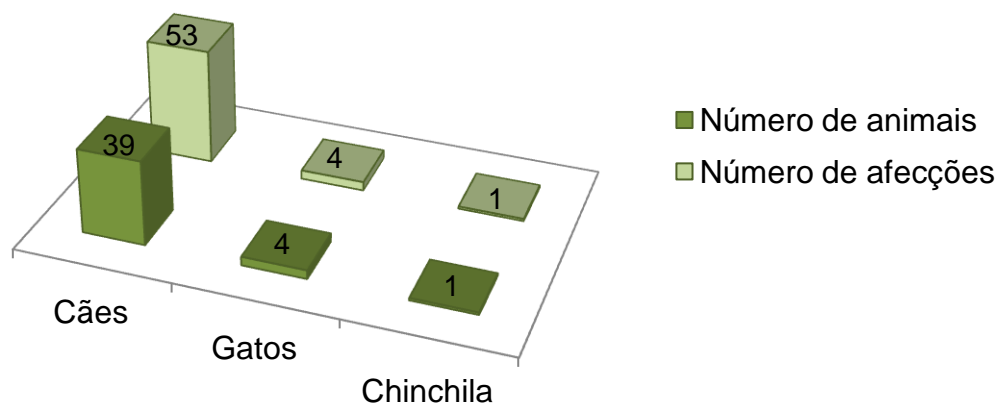 53
39
4
1
4
1
Cães
Gatos
Chinchila
Número de animais
Número de afecções